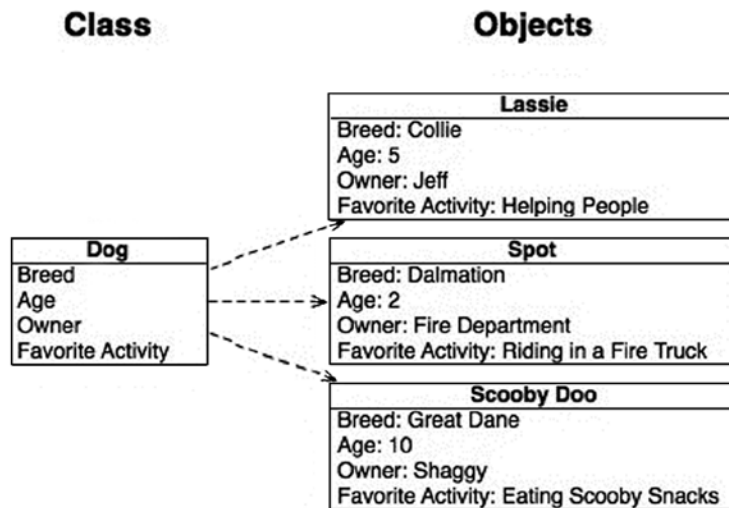 Class
Objects
Dog
Breed
Age
Owner
Favorite Activity
Lassie
Breed: Collie
Age: 5
Owner: Jeff
Favorite Activity: Helping People
Spot
Breed: Dalmation
Age: 2
Owner: Fire Department
Favorite Activity: Riding in a Fire Truck
Scooby Doo
Breed: Great Dane
Age: 10
Owner: Shaggy
Favorite Activity: Eating Scooby Snacks